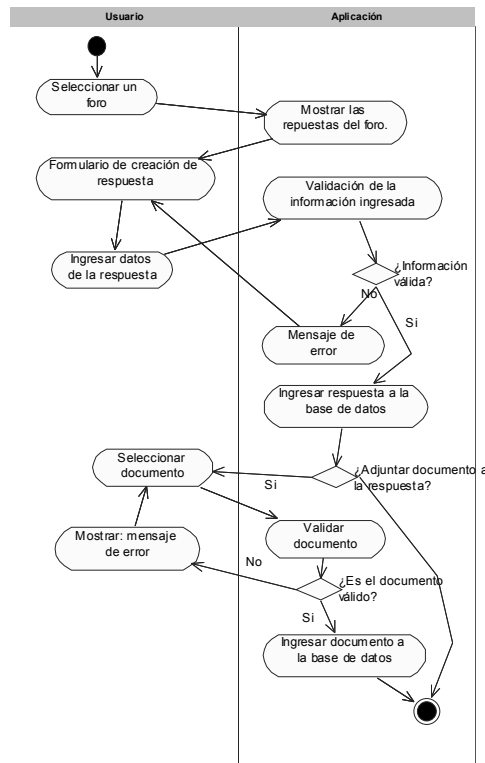 Usuario
Aplicación
Seleccionar un
foro
Mostrar las
repuestas del foro.
Formulario de creación de
respuesta
Validación de la
información ingresada
Ingresar datos
de la respuesta
¿Información
válida?
No
Si
Mensaje de
error
Ingresar respuesta a la
base de datos
Seleccionar
documento
¿Adjuntar documento a
la respuesta?
Si
Validar
documento
Mostrar: mensaje
de error
No
¿Es el documento
válido?
Si
Ingresar documento a
la base de datos